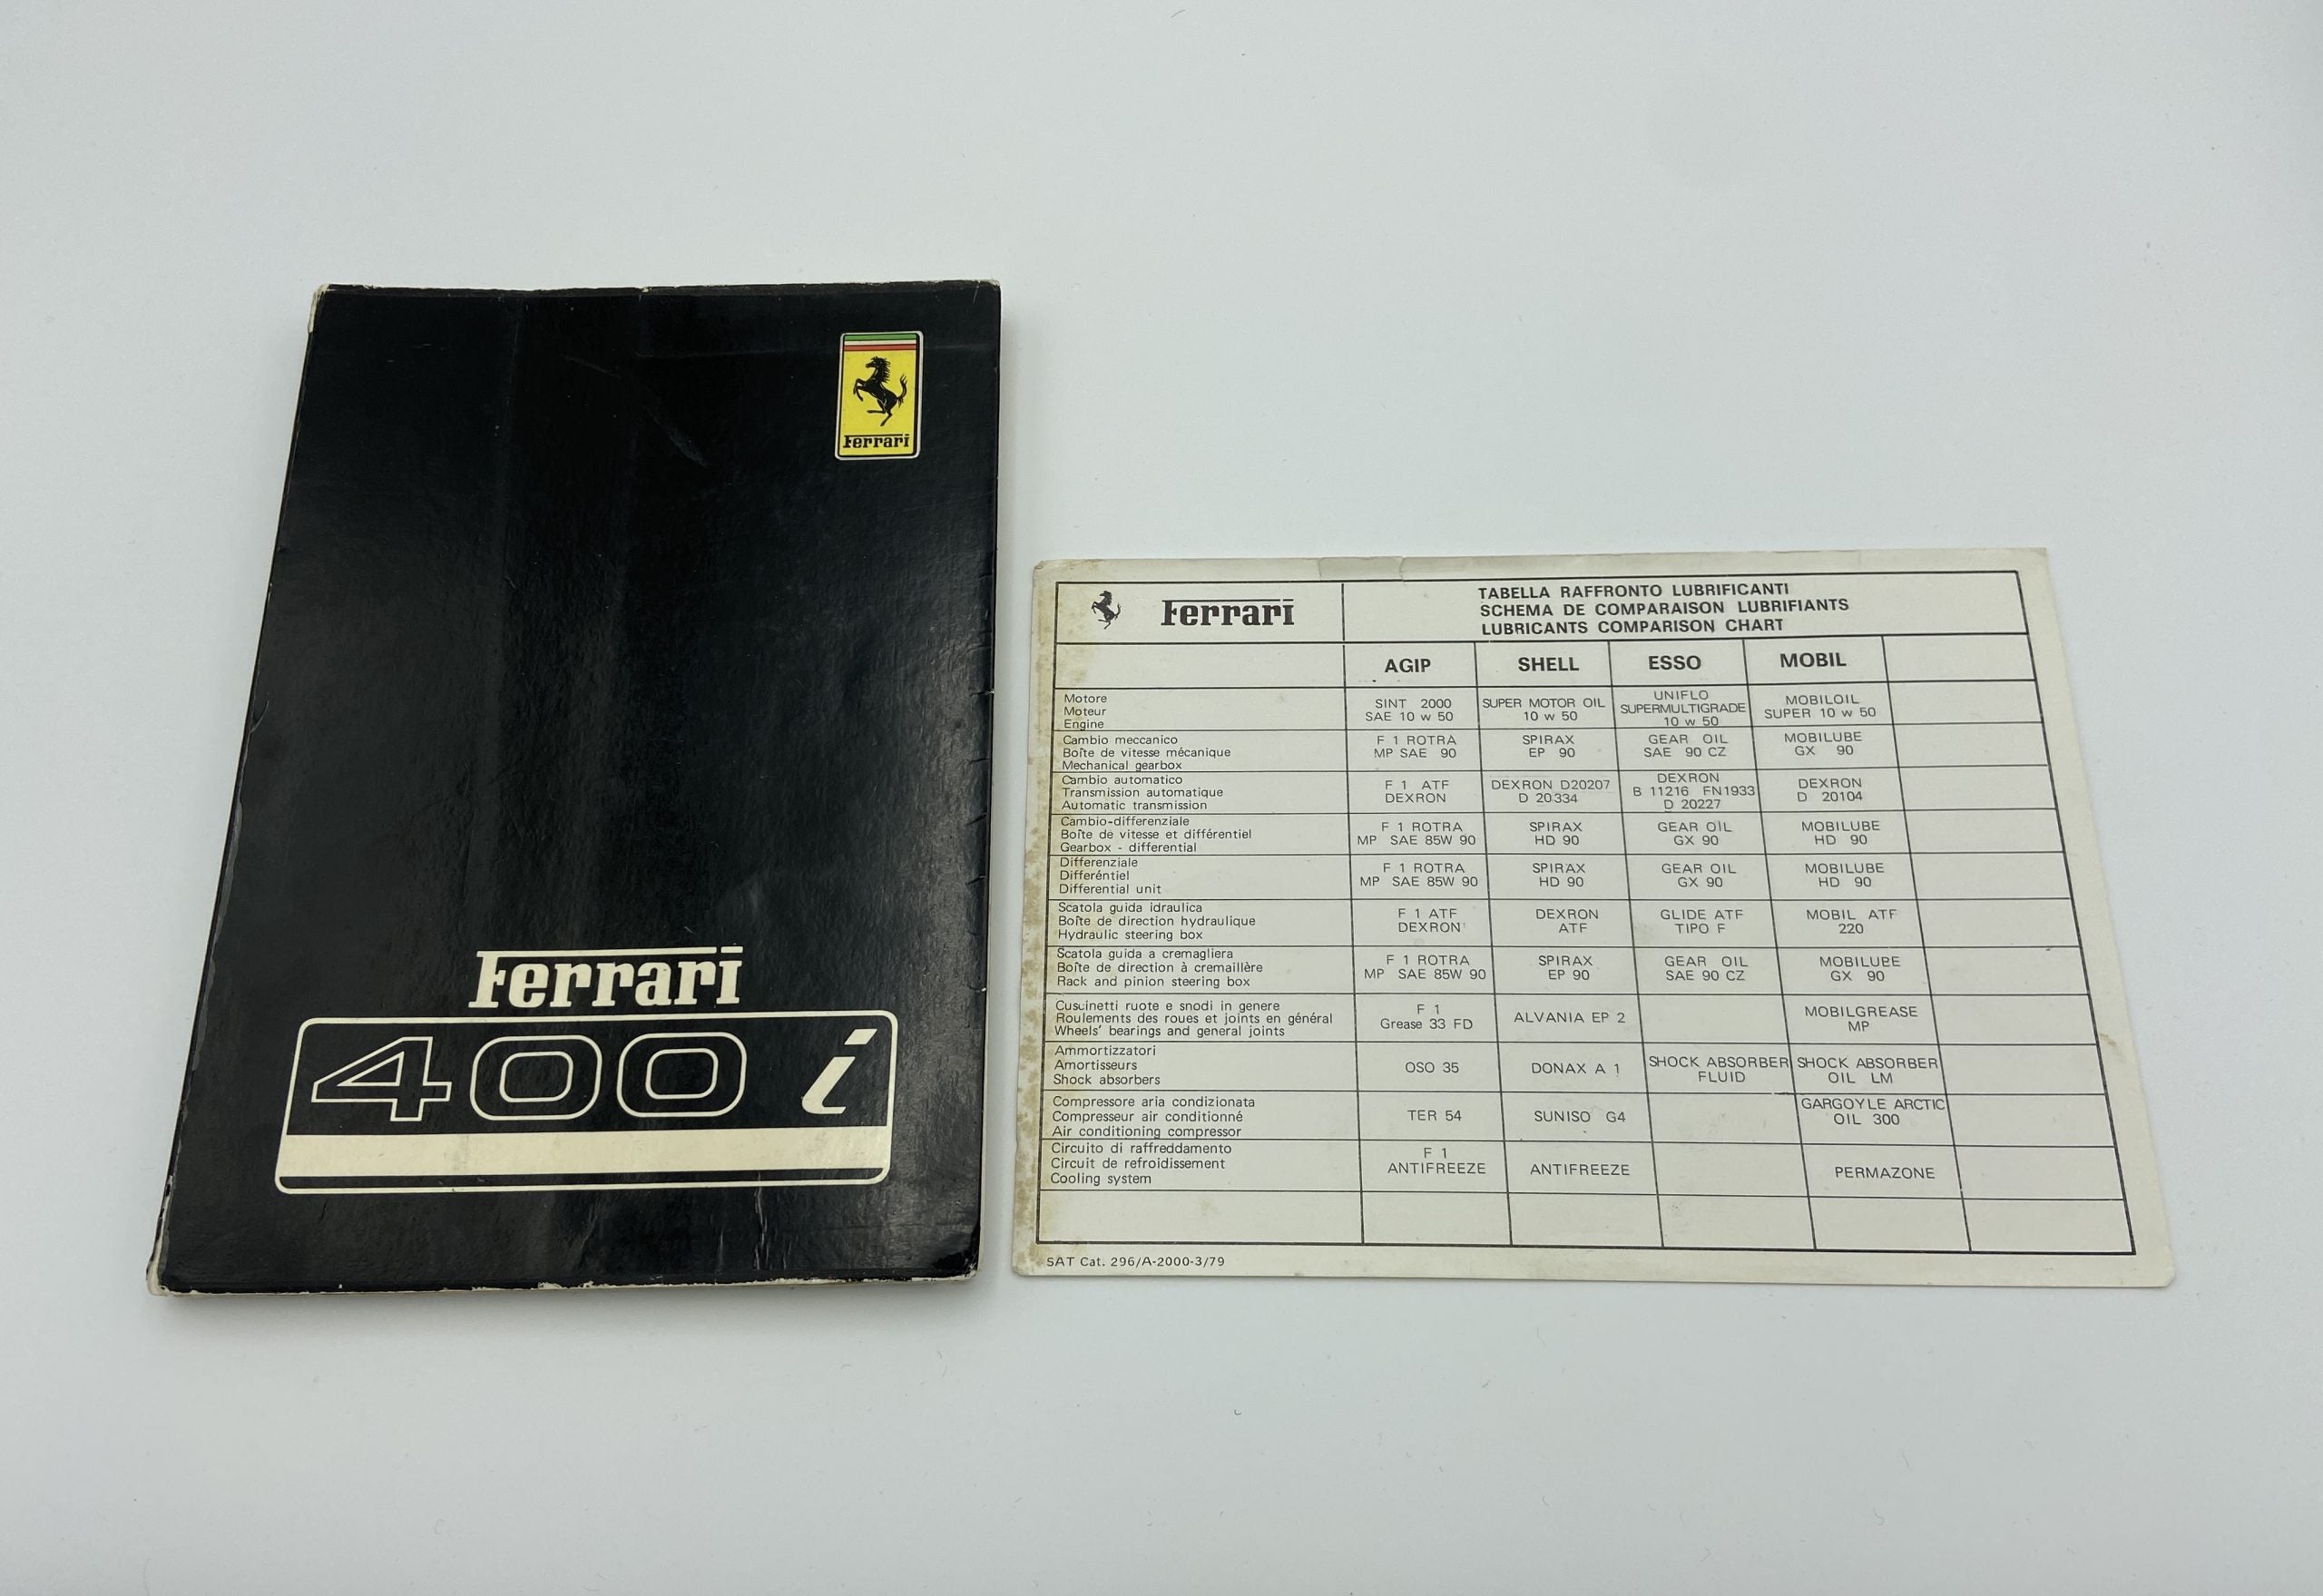 Ferrari
Ferrari
400 i
Ferrari
TABELLA RAFFRONTO LUBRIFICANTI
SCHEMA DE COMPARAISON LUBRIFIANTS
LUBRICANTS COMPARISON CHART
AGIP SHELL ESSO MOBIL
Motore
Moteur
Engine
SINT 2000
SAE 10 w 50
SUPER MOTOR OIL
10 w 50
UNIFLO
SUPERMULTIGRADE
10 w 50
MOBILOIL
SUPER 10 w 50
Cambio meccanico
Boîte de vitesse mécanique
Mechanical gearbox
F 1 ROTRA
MP SAE 90
SPIRAX
EP 90
GEAR OIL
SAE 90 CZ
MOBILUBE
GX 90
Cambio automatico
Transmission automatique
Automatic transmission
F 1 ATF
DEXRON
DEXRON D20207
D 20334
DEXRON
B 11216 FN1933
D 20227
DEXRON
D 20104
Cambio-differenziale
Boîte de vitesse et différentiel
Gearbox - differential
F 1 ROTRA
MP SAE 85W 90
SPIRAX
HD 90
GEAR OIL
GX 90
MOBILUBE
HD 90
Differenziale
Différéntiel
Differential unit
F 1 ROTRA
MP SAE 85W 90
SPIRAX
HD 90
GEAR OIL
GX 90
MOBILUBE
HD 90
Scatola guida idraulica
Boîte de direction hydraulique
Hydraulic steering box
F 1 ATF
DEXRON
DEXRON
ATF
GLIDE ATF
TIPO F
MOBIL ATF
220
Scatola guida a cremagliera
Boîte de direction à cremaillère
Rack and pinion steering box
F 1 ROTRA
MP SAE 85W 90
SPIRAX
EP 90
GEAR OIL
SAE 90 CZ
MOBILUBE
GX 90
Cuscinetti ruote e snodi in genere
Roulements des roues et joints en général
Wheels' bearings and general joints
F 1
Grease 33 FD
ALVANIA EP 2
MOBILGREASE
MP
Ammortizzatori
Amortisseurs
Shock absorbers
OSO 35
DONAX A 1
SHOCK ABSORBER
FLUID
SHOCK ABSORBER
OIL LM
Compressore aria condizionata
Compresseur air conditionné
Air conditioning compressor
TER 54
SUNISO G4
GARGOYLE ARCTIC
OIL 300
Circuito di raffreddamento
Circuit de refroidissement
Cooling system
F 1
ANTIFREEZE
ANTIFREEZE
PERMAZONE
SAT Cat. 296/A-2000-3/79